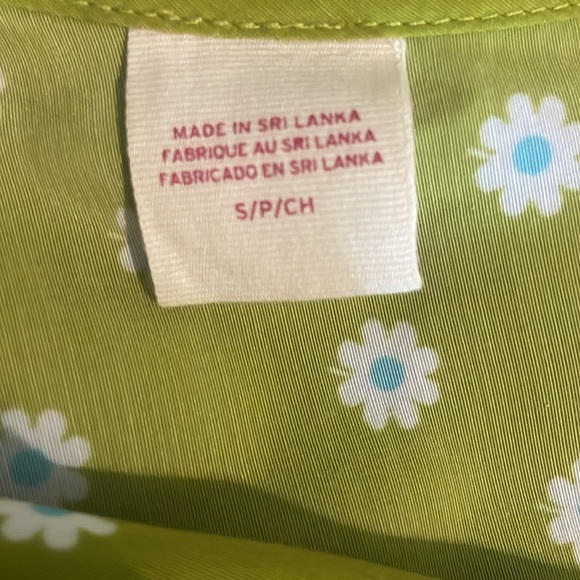 MADE IN SRI LANKA
FABRIQUE AU SRI LANKA
FABRICADO EN SRI LANKA
S/P/CH